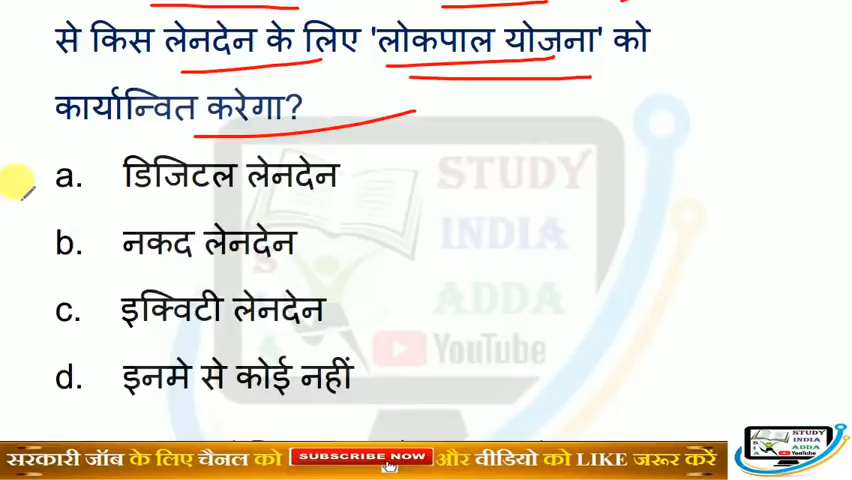 से किस लेनदेन के लिए 'लोकपाल योजना' को
कार्यान्वित करेगा?
a. डिजिटल लेनदेन
b. नकद लेनदेन
c. इक्विटी लेनदेन
d. इनमे से कोई नहीं
STUDY
INDIA
ADDA
YouTube
सरकारी जॉब के लिए चैनल को SUBSCRIBE NOW और वीडियो को LIKE जरूर करें
STUDY
INDIA
ADDA
YouTube